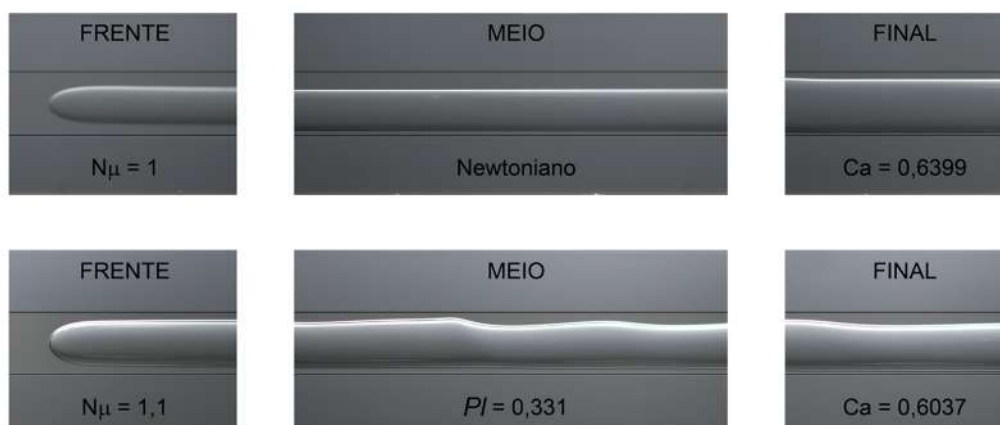 FRENTE
MEIO
FINAL
Nμ = 1
Newtoniano
Ca = 0,6399
FRENTE
MEIO
FINAL
Nμ = 1,1
Pl = 0,331
Ca = 0,6037